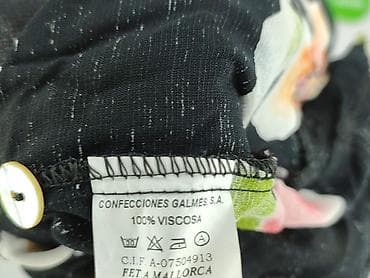 CONFECCIONES GALMES, S.A.
100% VISCOSA
C.I.F A-07504913
FET A MALLORCA